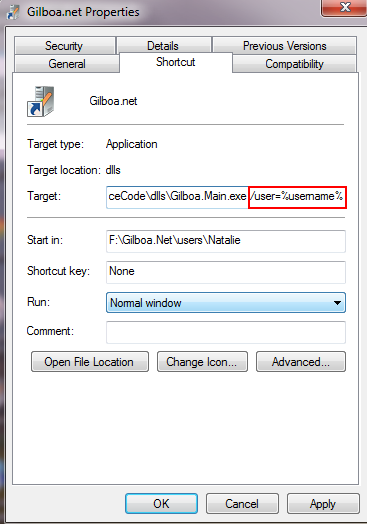 Gilboa.net Properties
Security Details Previous Versions
General Shortcut Compatibility
Gilboa.net
Target type: Application
Target location: dlls
Target: ceCode\dlls\Gilboa.Main.exe /user=%username%
Start in: F:\Gilboa.Net\users\Natalie
Shortcut key: None
Run: Normal window
Comment:
Open File Location Change Icon... Advanced...
OK Cancel Apply